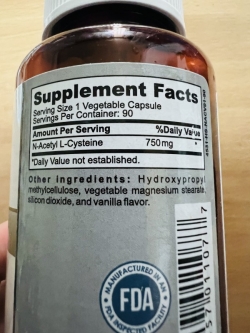 Supplement Facts
Serving Size 1 Vegetable Capsule
Servings Per Container: 90
Amount Per Serving %Daily Value
N-Acetyl L-Cysteine 750mg *
*Daily Value not established.
Other ingredients: Hydroxypropyl
methylcellulose, vegetable magnesium stearate,
silicon dioxide, and vanilla flavor.
MANUFACTURED IN AN
FDA
FDA INSPECTED FACILITY